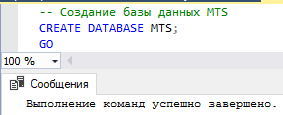 -- Создание базы данных MTS
CREATE DATABASE MTS;
GO
100 %
Сообщения
Выполнение команд успешно завершено.